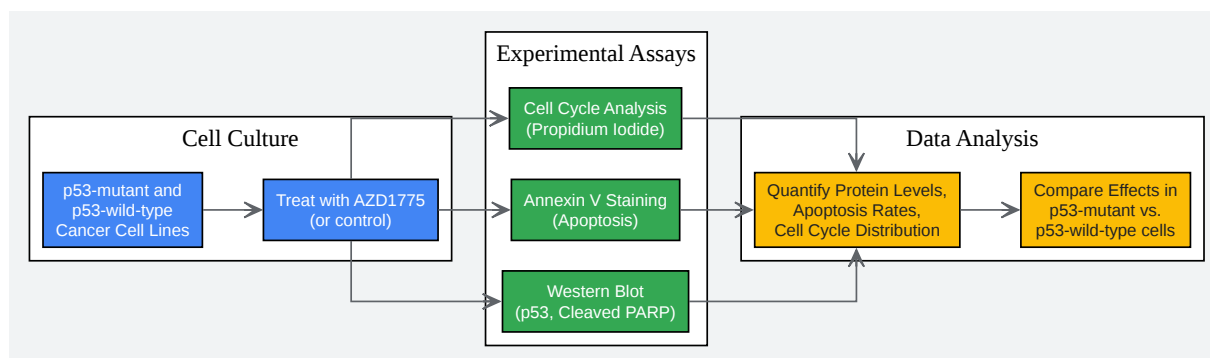 Experimental Assays
Cell Culture
p53-mutant and
p53-wild-type
Cancer Cell Lines
Treat with AZD1775
(or control)
Cell Cycle Analysis
(Propidium Iodide)
Annexin V Staining
(Apoptosis)
Western Blot
(p53, Cleaved PARP)
Data Analysis
Quantify Protein Levels,
Apoptosis Rates,
Cell Cycle Distribution
Compare Effects in
p53-mutant vs.
p53-wild-type cells